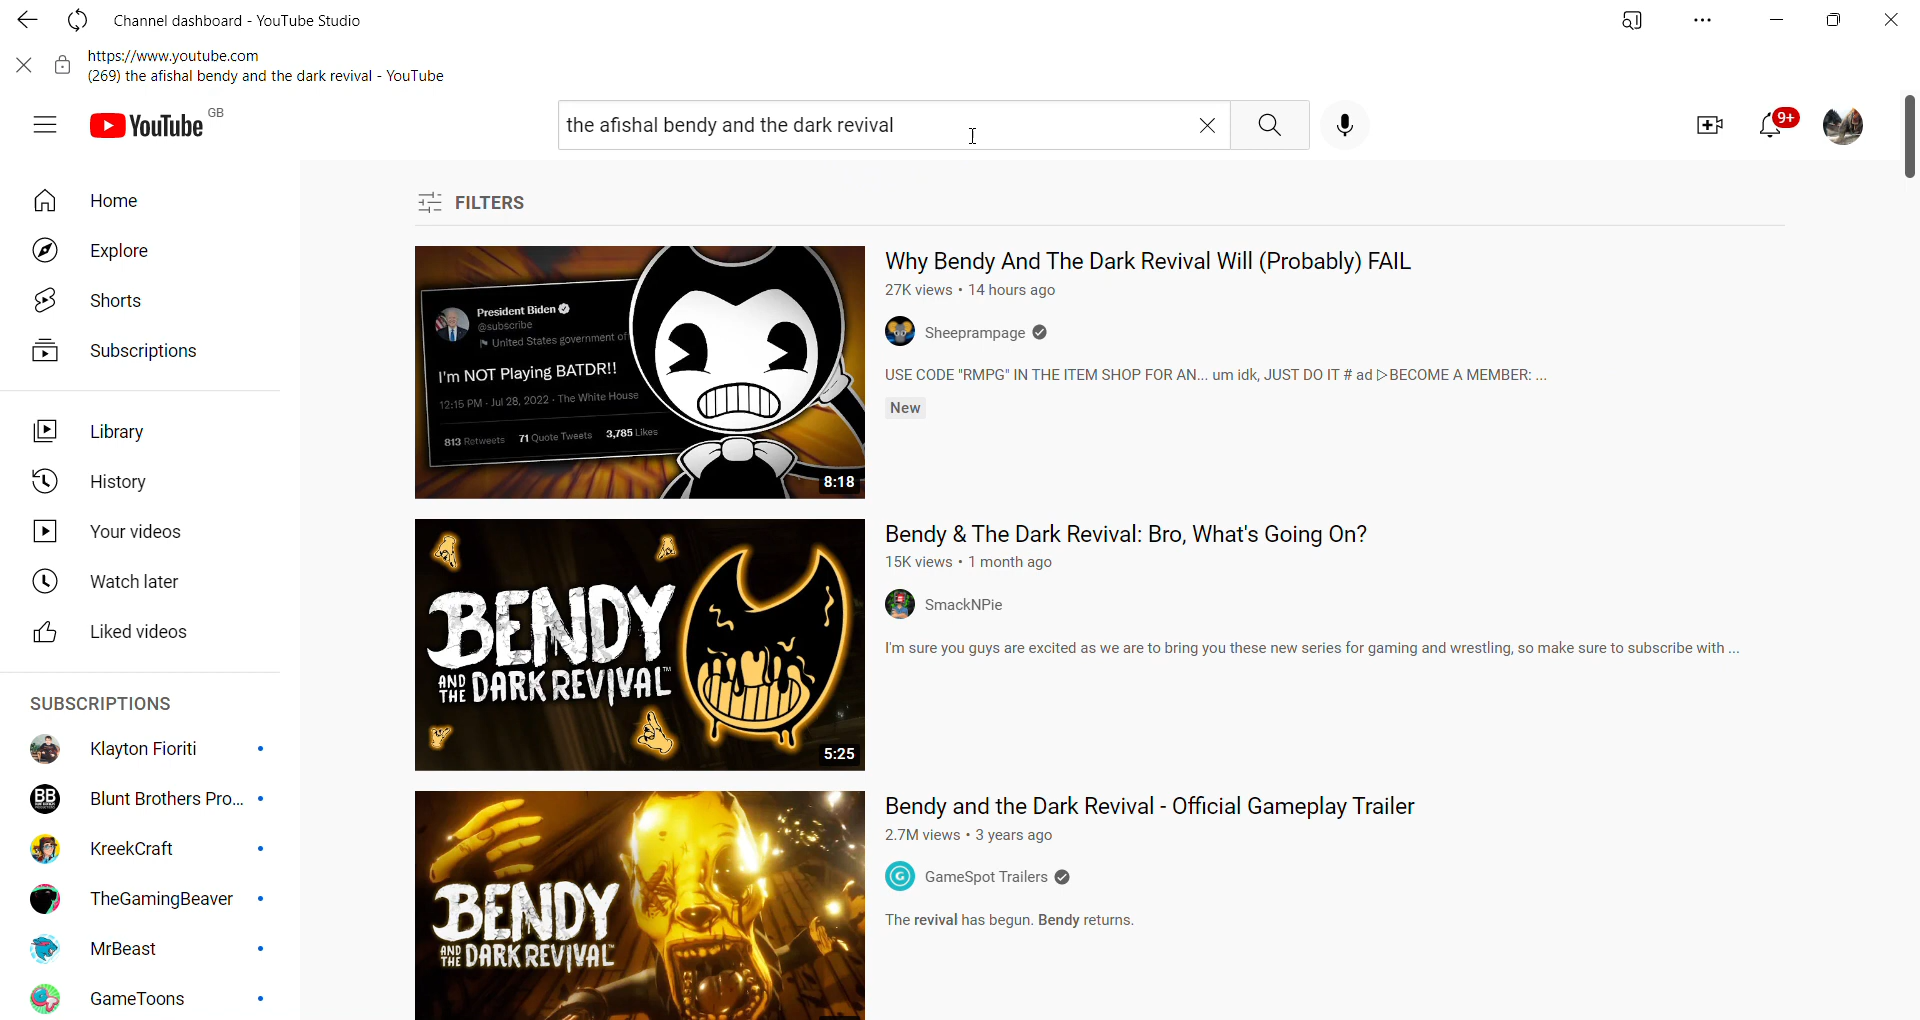 Channel dashboard - YouTube Studio
https://www.youtube.com
(269) the afishal bendy and the dark revival - YouTube
YouTube GB
the afishal bendy and the dark revival
9+
Home
Explore
Shorts
Subscriptions
Library
History
Your videos
Watch later
Liked videos
SUBSCRIPTIONS
Klayton Fioriti
BB
Blunt Brothers Pro...
KreekCraft
TheGamingBeaver
MrBeast
GameToons
FILTERS
President Biden
@subscribe
United States government of
I'm NOT Playing BATDR!!
12:15 PM · Jul 28, 2022 · The White House
813 Retweets 71 Quote Tweets 3,785 Likes
8:18
Why Bendy And The Dark Revival Will (Probably) FAIL
27K views • 14 hours ago
Sheeprampage
USE CODE "RMPG" IN THE ITEM SHOP FOR AN... um idk, JUST DO IT # ad ▷BECOME A MEMBER: ...
New
BENDY
AND THE DARK REVIVAL™
5:25
Bendy & The Dark Revival: Bro, What's Going On?
15K views • 1 month ago
SmackNPie
I'm sure you guys are excited as we are to bring you these new series for gaming and wrestling, so make sure to subscribe with ...
BENDY
AND THE DARK REVIVAL™
Bendy and the Dark Revival - Official Gameplay Trailer
2.7M views • 3 years ago
G
GameSpot Trailers
The revival has begun. Bendy returns.